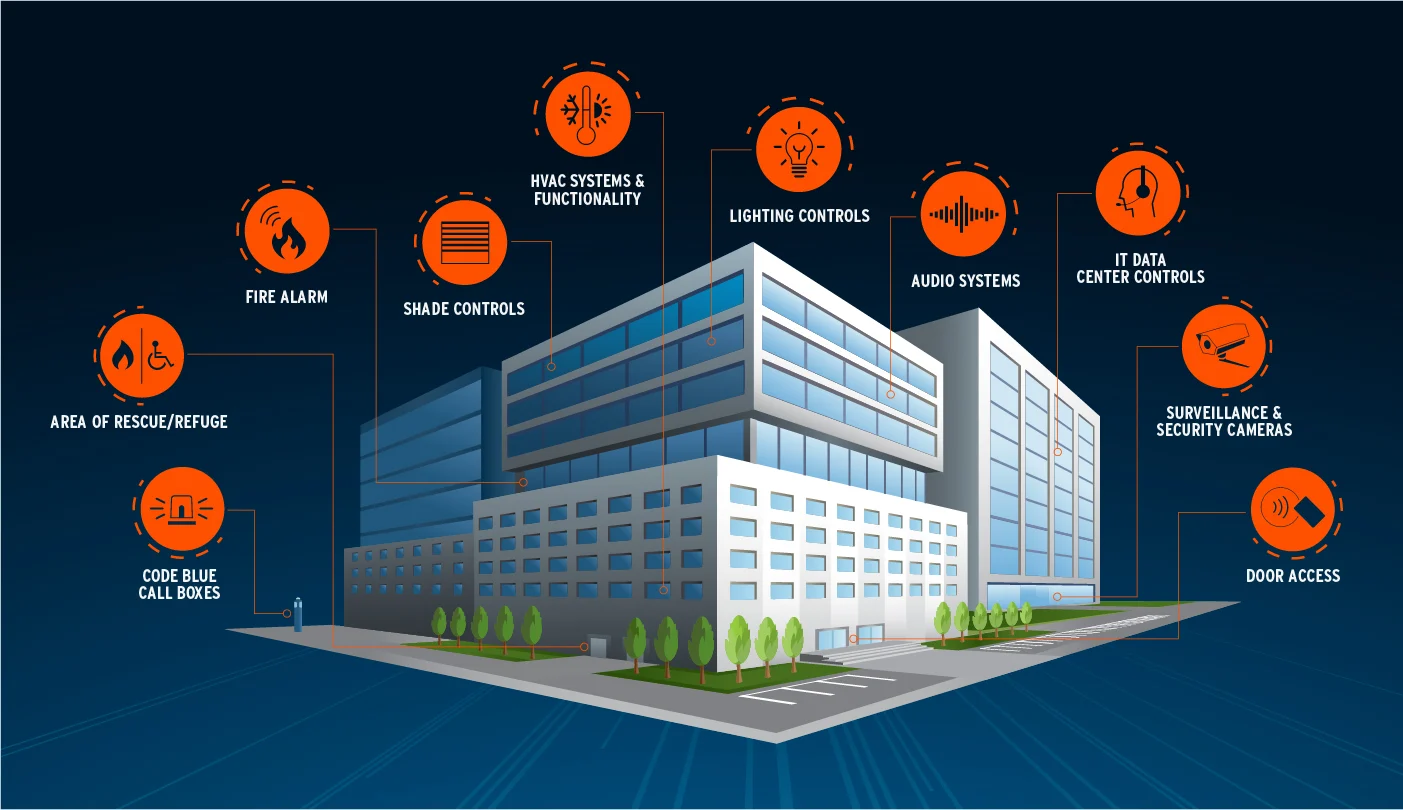 HVAC SYSTEMS &
FUNCTIONALITY
LIGHTING CONTROLS
AUDIO SYSTEMS
IT DATA
CENTER CONTROLS
FIRE ALARM
SHADE CONTROLS
AREA OF RESCUE/REFUGE
SURVEILLANCE &
SECURITY CAMERAS
CODE BLUE
CALL BOXES
DOOR ACCESS